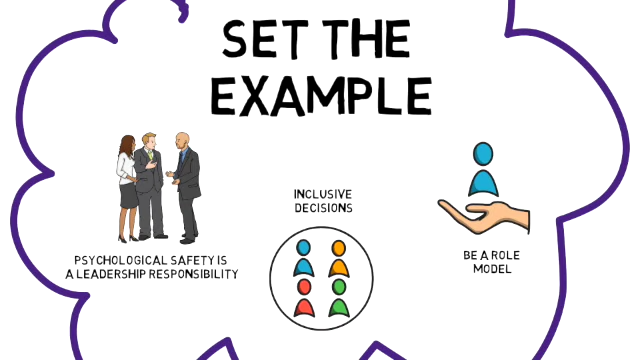 SET THE
EXAMPLE
INCLUSIVE
DECISIONS
PSYCHOLOGICAL SAFETY IS
A LEADERSHIP RESPONSIBILITY
BE A ROLE
MODEL